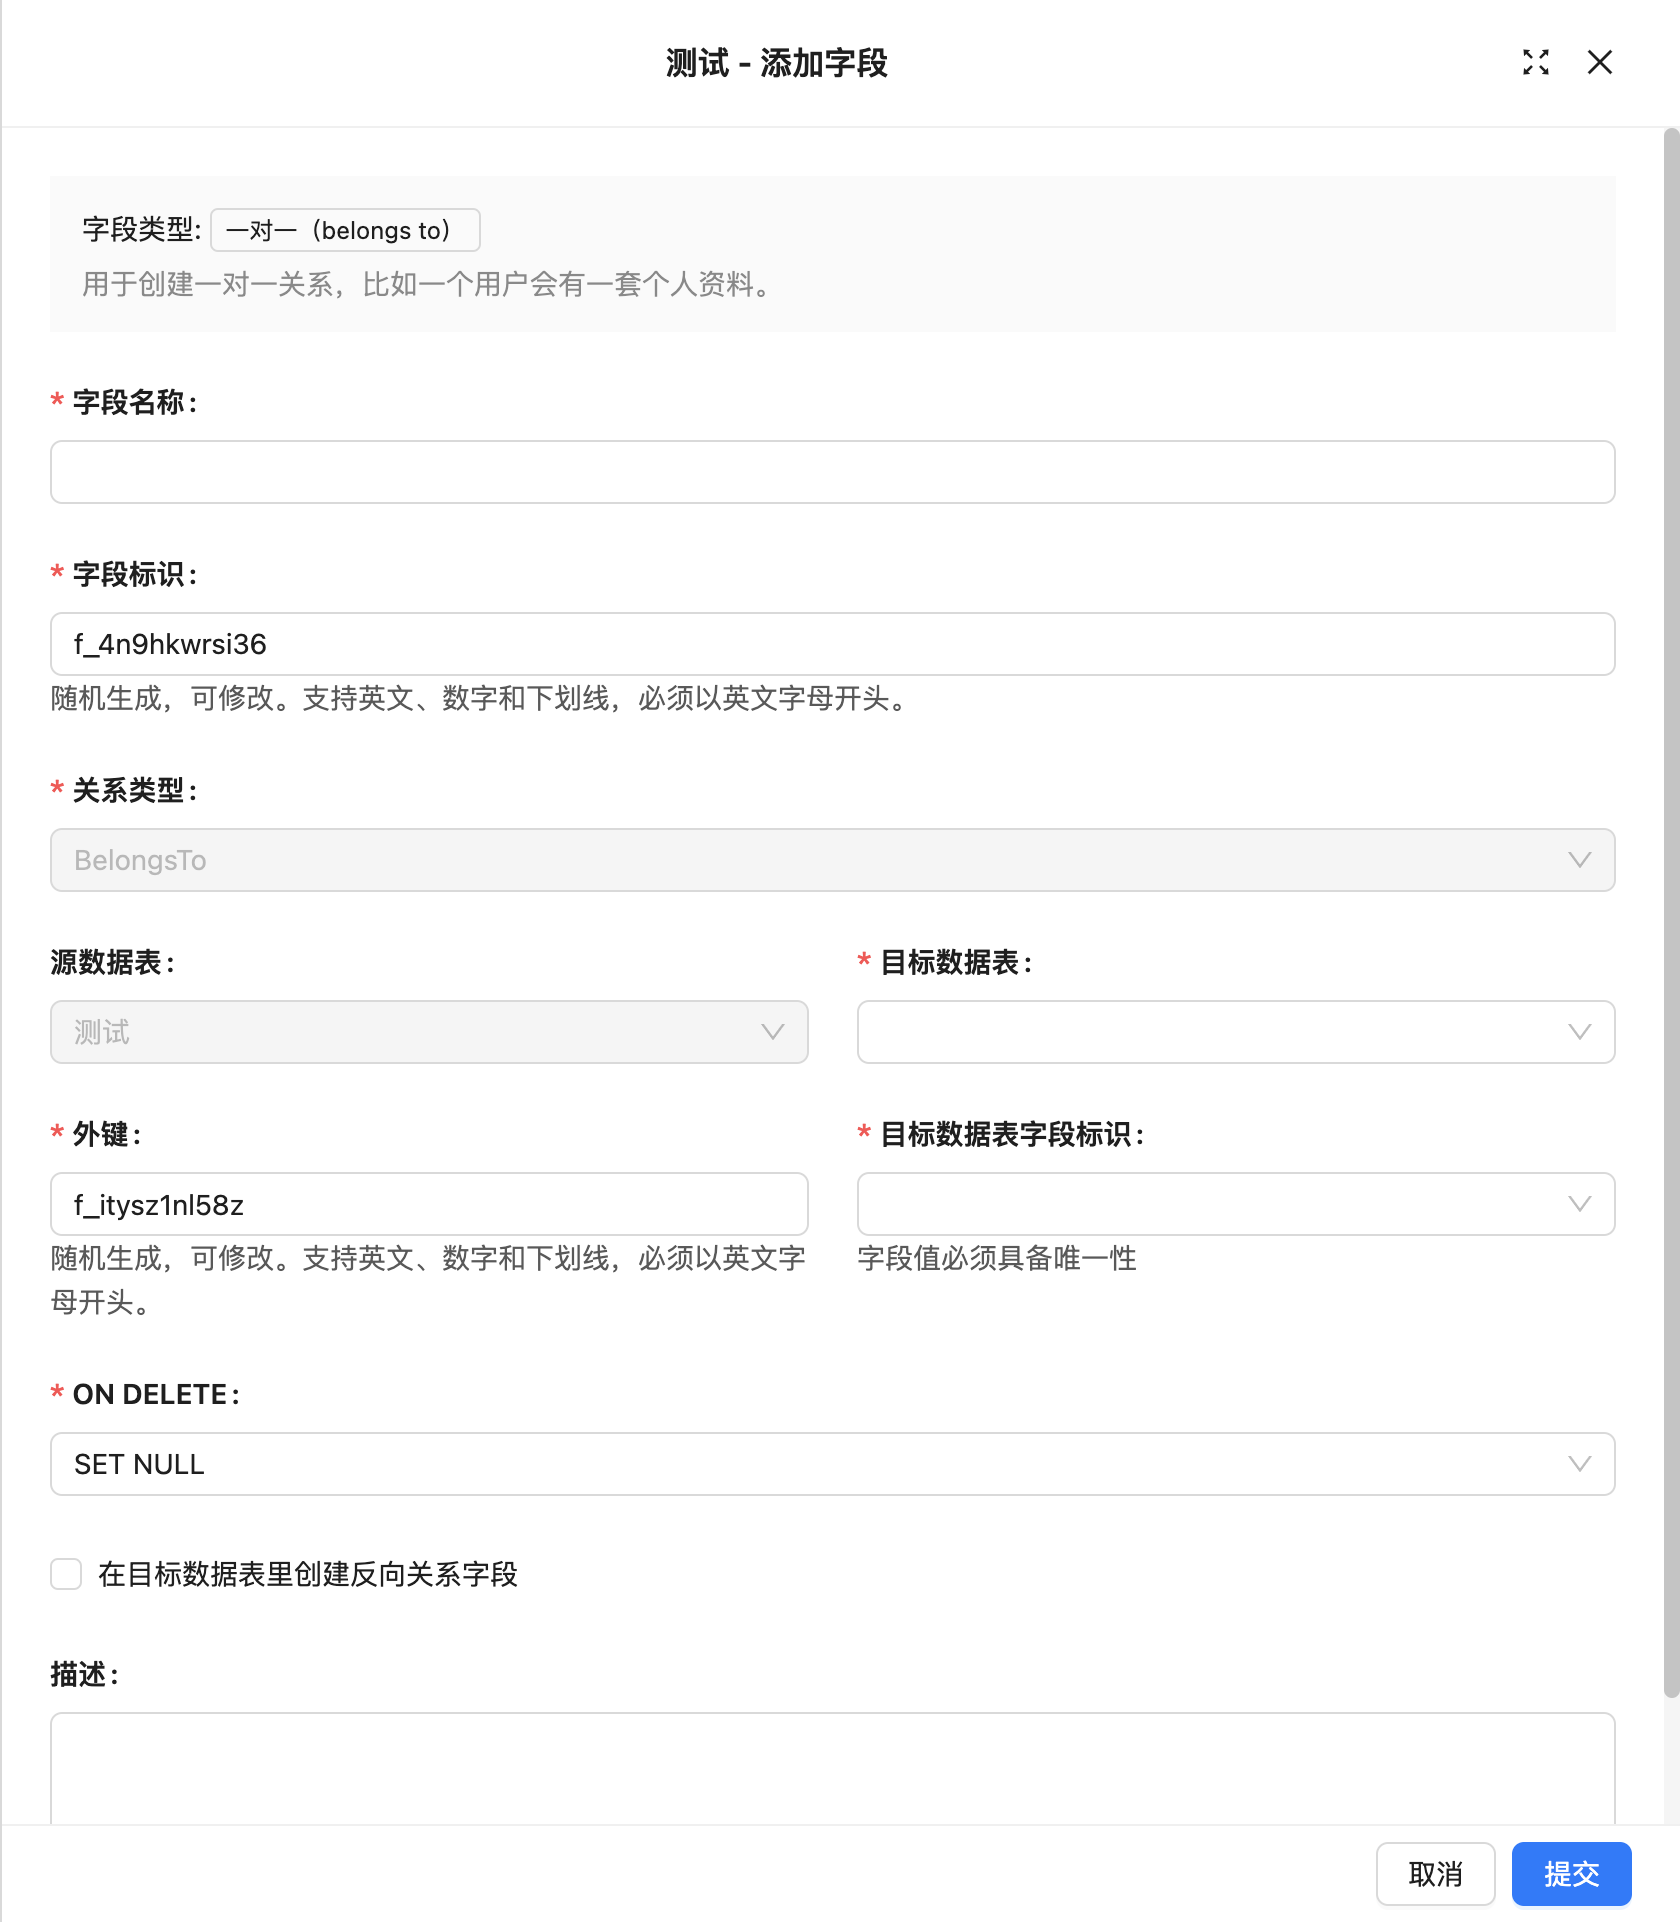 测试 - 添加字段
字段类型: 一对一（belongs to）
用于创建一对一关系，比如一个用户会有一套个人资料。
* 字段名称:
* 字段标识:
f_4n9hkwrsi36
随机生成，可修改。支持英文、数字和下划线，必须以英文字母开头。
* 关系类型:
BelongsTo
源数据表:
* 目标数据表:
测试
* 外键:
* 目标数据表字段标识:
f_itysz1nl58z
随机生成，可修改。支持英文、数字和下划线，必须以英文字
母开头。
字段值必须具备唯一性
* ON DELETE:
SET NULL
在目标数据表里创建反向关系字段
描述:
取消
提交